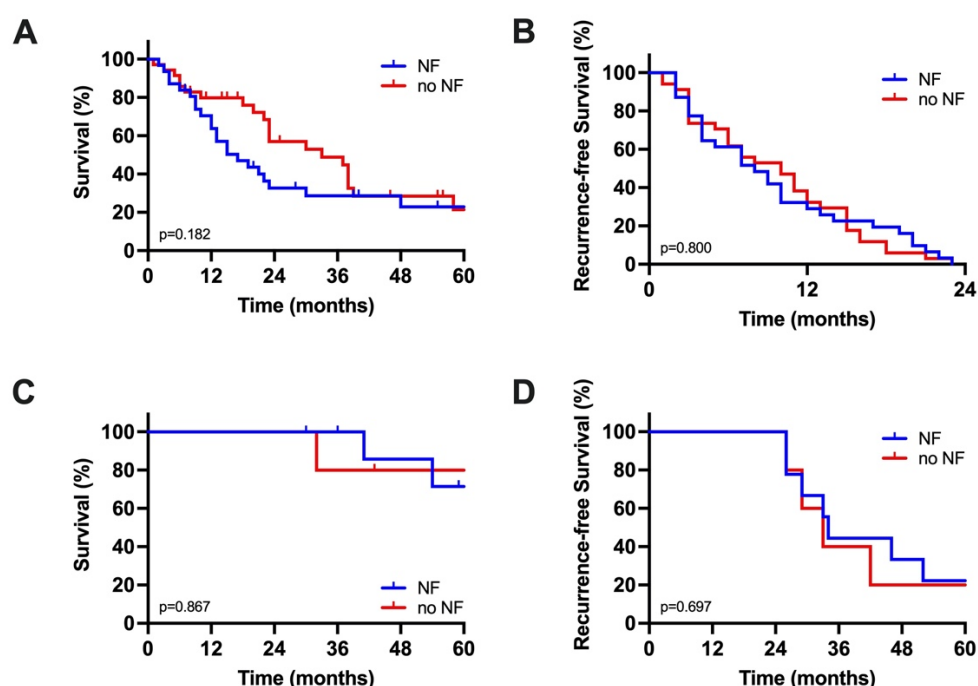 A
Survival (%)
100
80
60
40
20
0
NF
no NF
p=0.182
0 12 24 36 48 60
Time (months)
B
Recurrence-free Survival (%)
100
80
60
40
20
0
NF
no NF
p=0.800
0 12 24
Time (months)
C
Survival (%)
100
80
60
40
20
0
NF
no NF
p=0.867
0 12 24 36 48 60
Time (months)
D
Recurrence-free Survival (%)
100
80
60
40
20
0
NF
no NF
p=0.697
0 12 24 36 48 60
Time (months)